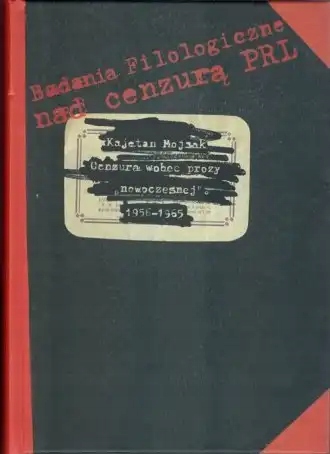 Badania Filologiczne
nad cenzurą PRL
Kajetan Mojsak
Cenzura wobec prozy
„nowoczesnej".
1956-1965